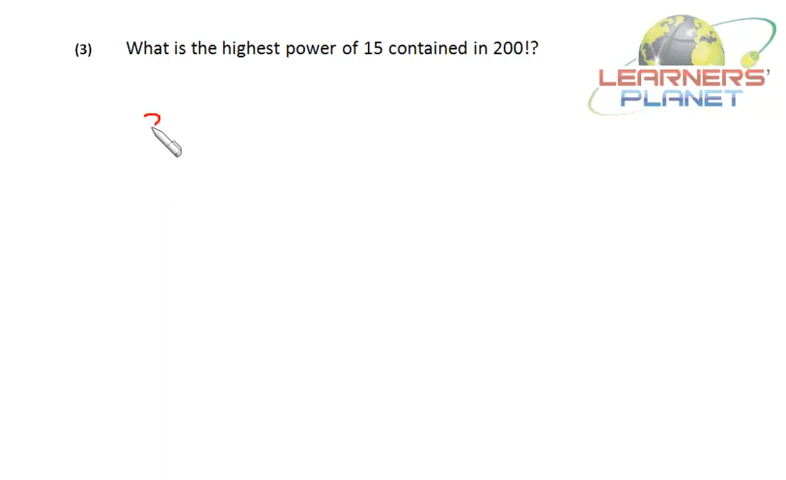 (3) What is the highest power of 15 contained in 200!?
LEARNERS'
PLANET